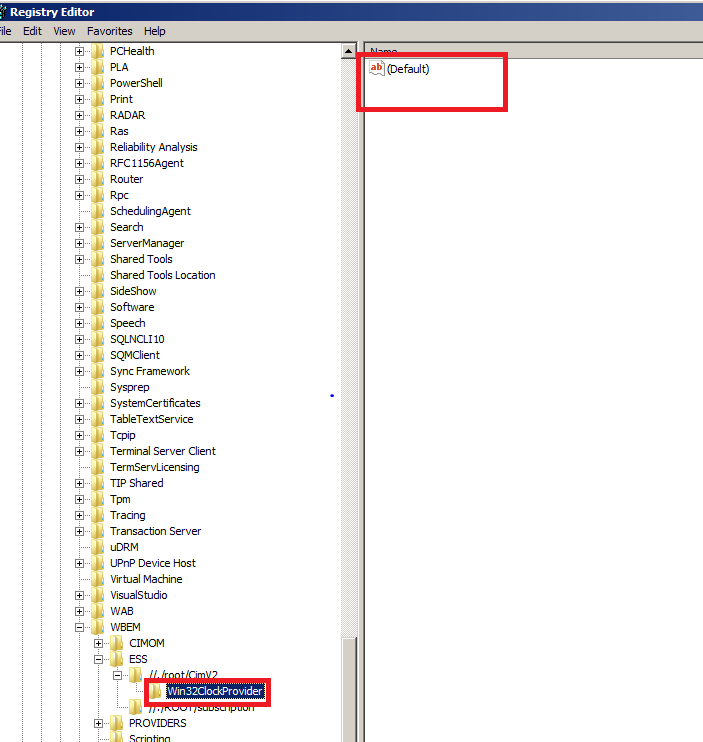 Registry Editor
File Edit View Favorites Help
PCHealth
PLA
PowerShell
Print
RADAR
Ras
Reliability Analysis
RFC1156Agent
Router
Rpc
SchedulingAgent
Search
ServerManager
Shared Tools
Shared Tools Location
SideShow
Software
Speech
SQLNCLI10
SQMClient
Sync Framework
Sysprep
SystemCertificates
TableTextService
Tcpip
Terminal Server Client
TermServLicensing
TIP Shared
Tpm
Tracing
Transaction Server
uDRM
UPnP Device Host
Virtual Machine
VisualStudio
WAB
WBEM
CIMOM
ESS
//./root/CimV2
Win32ClockProvider
//./ROOT/subscription
PROVIDERS
Scripting
Name
ab (Default)